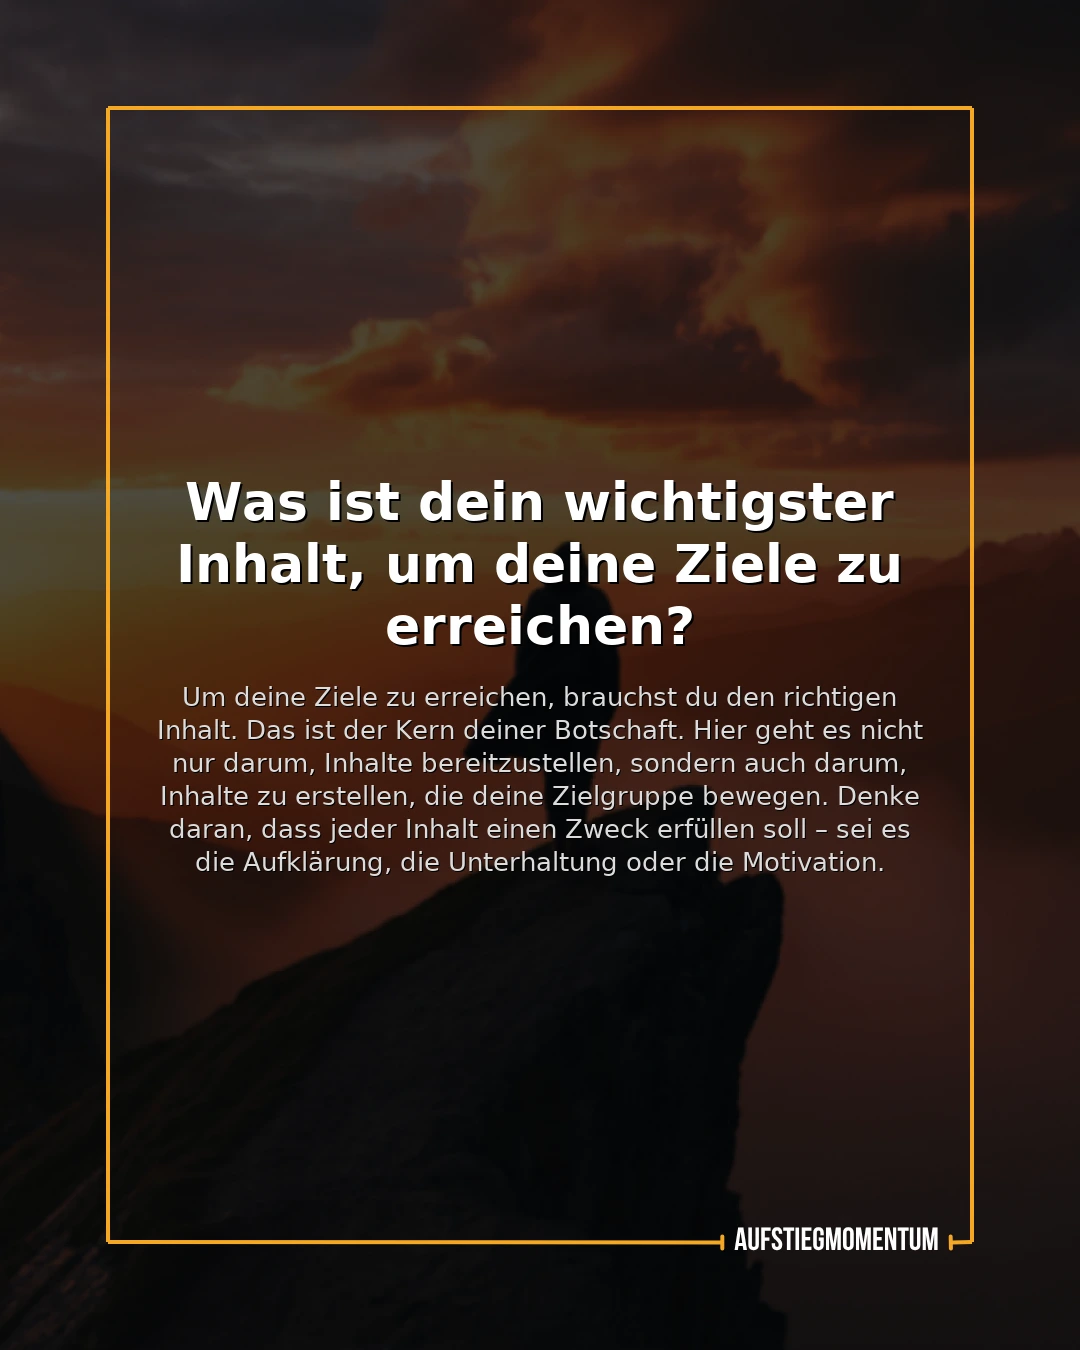 Was ist dein wichtigster
Inhalt, um deine Ziele zu
erreichen?
Um deine Ziele zu erreichen, brauchst du den richtigen
Inhalt. Das ist der Kern deiner Botschaft. Hier geht es nicht
nur darum, Inhalte bereitzustellen, sondern auch darum,
Inhalte zu erstellen, die deine Zielgruppe bewegen. Denke
daran, dass jeder Inhalt einen Zweck erfüllen soll – sei es
die Aufklärung, die Unterhaltung oder die Motivation.
AUFSTIEGMOMENTUM